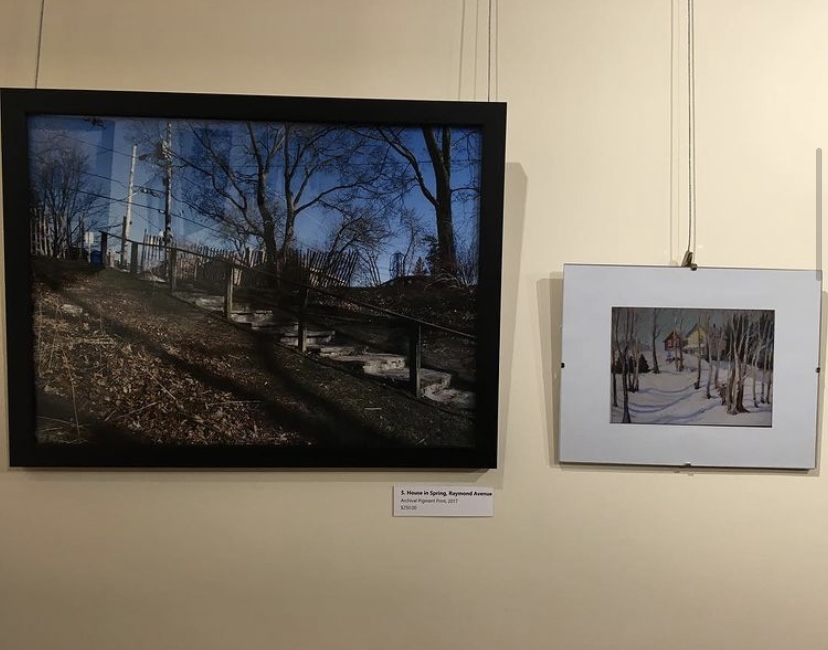 5. House in Spring, Raymond Avenue
Archival Pigment Print, 2017
$250.00